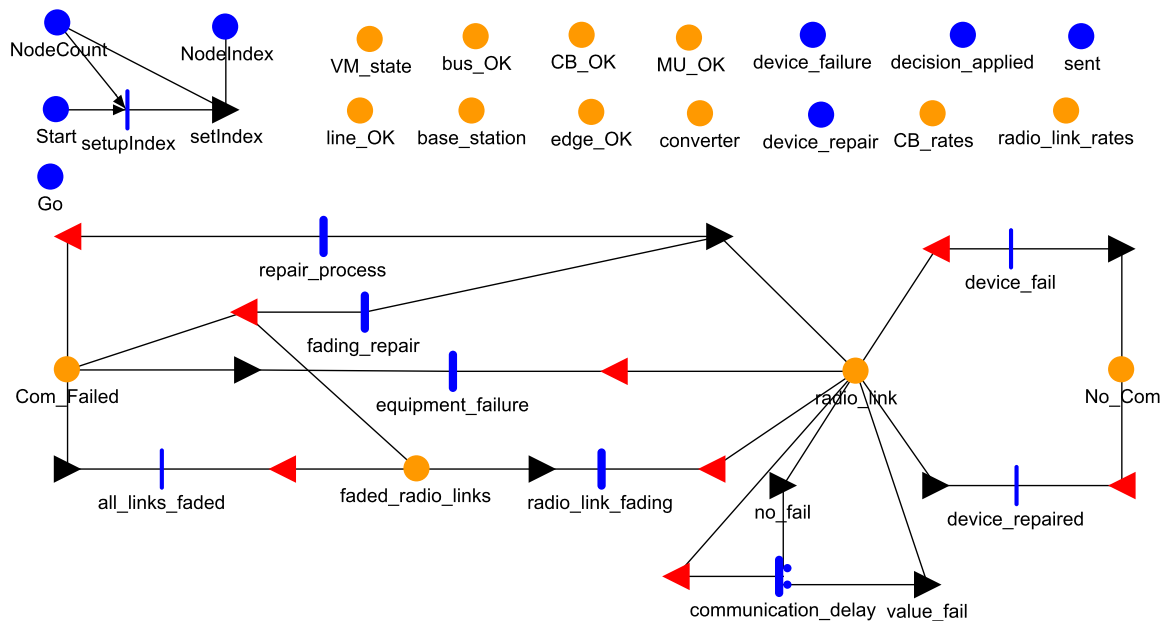 NodeCount
NodeIndex
VM_state
bus_OK
CB_OK
MU_OK
device_failure
decision_applied
sent
Start
setupIndex
setIndex
line_OK
base_station
edge_OK
converter
device_repair
CB_rates
radio_link_rates
Go
repair_process
device_fail
fading_repair
Com_Failed
equipment_failure
radio_link
No_Com
all_links_faded
faded_radio_links
radio_link_fading
no_fail
device_repaired
communication_delay
value_fail